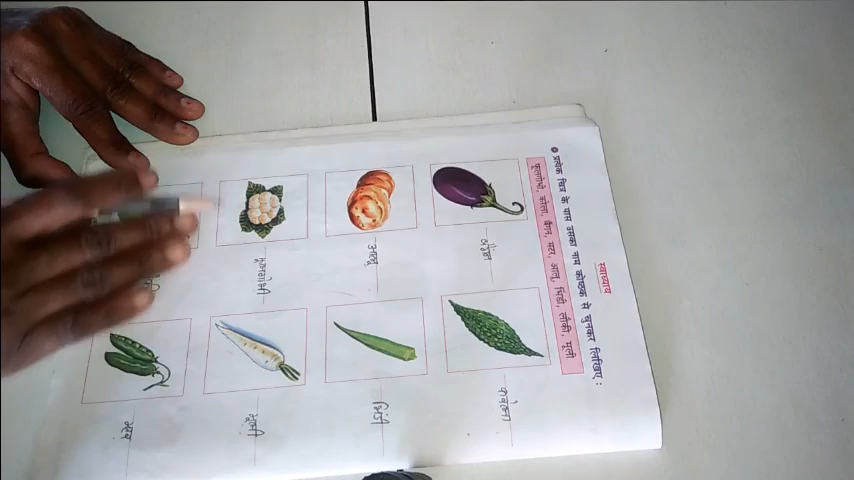 स्वाध्याय
प्रत्येक चित्र के पास उसका नाम कोष्ठक से चुनकर लिखिए :
फूलगोभी, करेला, बैंगन, मटर, आलू, भिंडी, लौकी, मूली
बैंगन
करेला
आलू
भिंडी
फूलगोभी
मूली
मटर